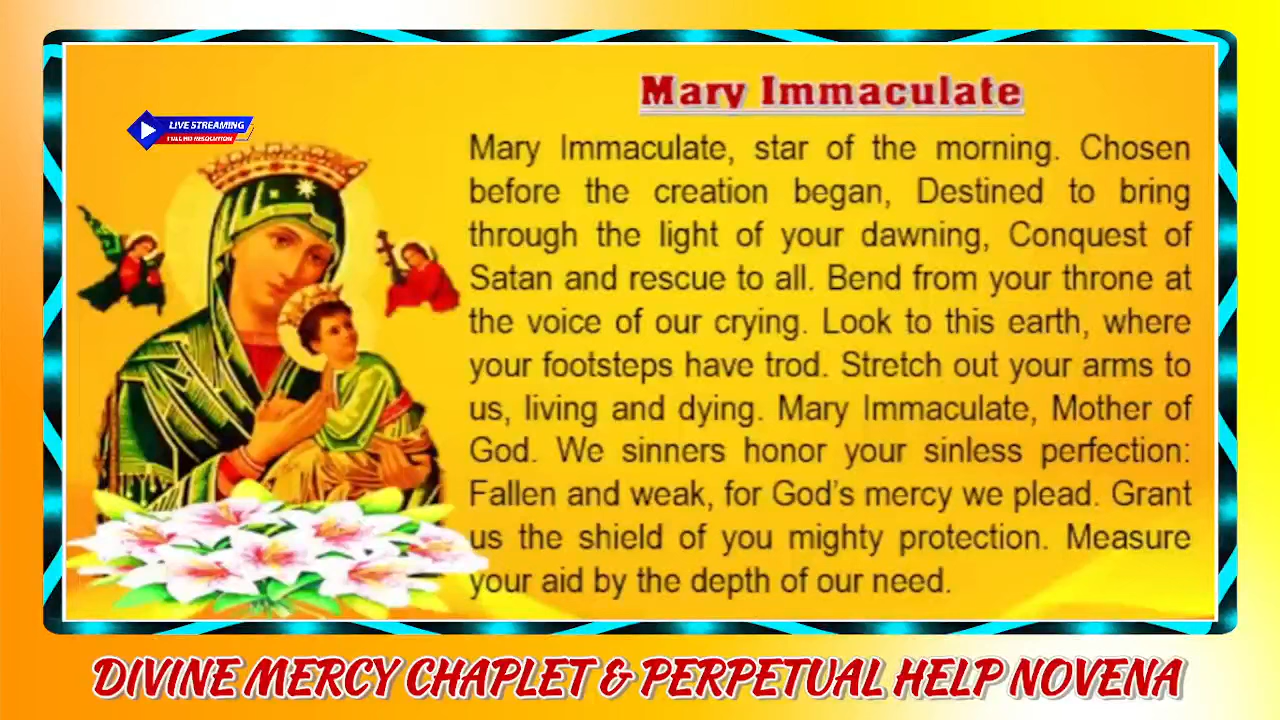 Mary Immaculate
LIVE STREAMING
FULL HD RESOLUTION
Mary Immaculate, star of the morning. Chosen
before the creation began, Destined to bring
through the light of your dawning, Conquest of
Satan and rescue to all. Bend from your throne at
the voice of our crying. Look to this earth, where
your footsteps have trod. Stretch out your arms to
us, living and dying. Mary Immaculate, Mother of
God. We sinners honor your sinless perfection:
Fallen and weak, for God's mercy we plead. Grant
us the shield of you mighty protection. Measure
your aid by the depth of our need.
DIVINE MERCY CHAPLET & PERPETUAL HELP NOVENA